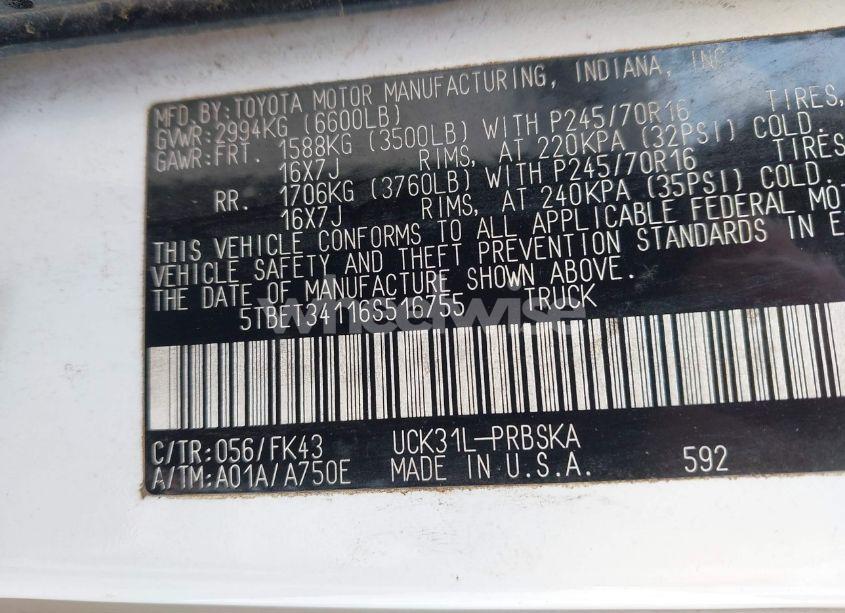 MFD.BY:TOYOTA MOTOR MANUFACTURING, INDIANA, INC
GVWR:2994KG (6600LB)
GAWR:FRT. 1588KG (3500LB) WITH P245/70R16 TIRES,
16X7J RIMS, AT 220KPA (32PSI) COLD.
RR. 1706KG (3760LB) WITH P245/70R16 TIRES
16X7J RIMS, AT 240KPA (35PSI) COLD.
THIS VEHICLE CONFORMS TO ALL APPLICABLE FEDERAL MOT
VEHICLE SAFETY AND THEFT PREVENTION STANDARDS IN E
THE DATE OF MANUFACTURE SHOWN ABOVE.
5TBET34116S516755 TRUCK
wheelwise
C/TR:056/FK43 UCK31L-PRBSKA
A/TM:A01A/A750E MADE IN U.S.A. 592